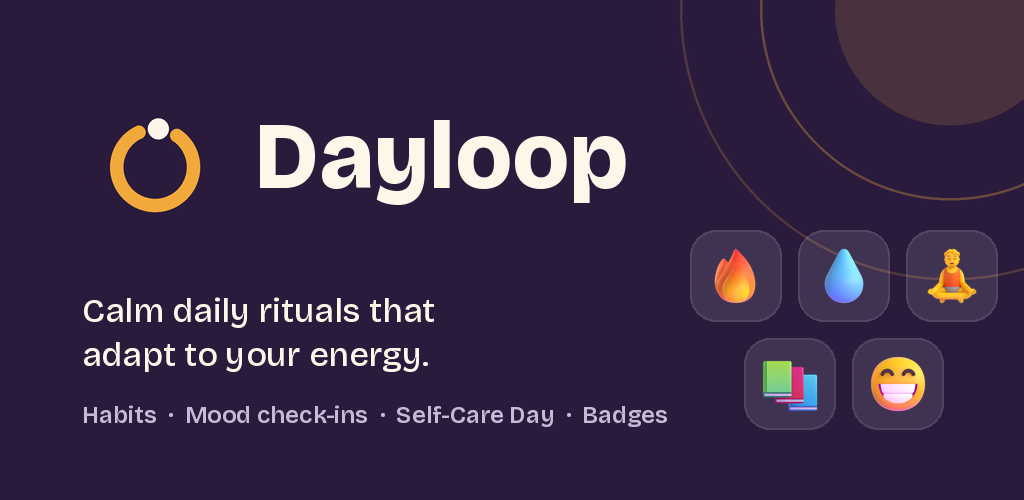 Dayloop
Calm daily rituals that
adapt to your energy.
Habits · Mood check-ins · Self-Care Day · Badges